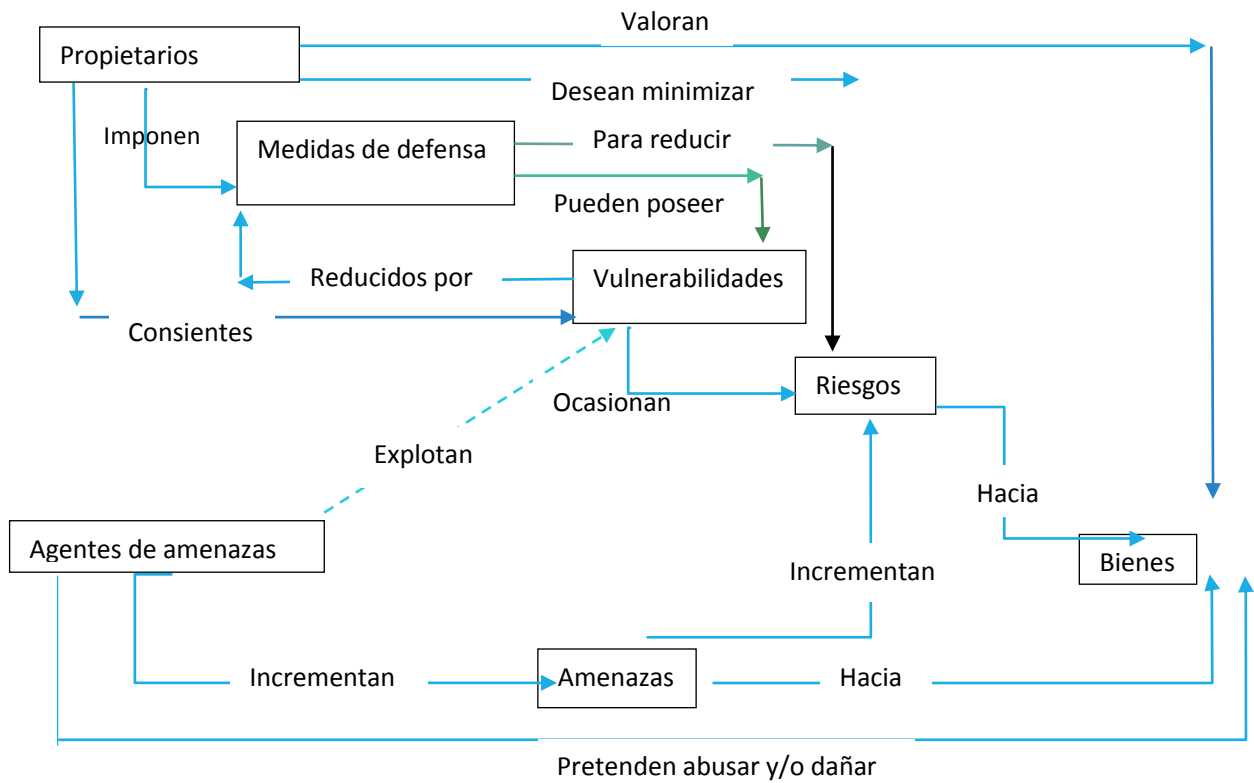 Valoran
Propietarios
Desean minimizar
Imponen
Medidas de defensa
Para reducir
Pueden poseer
Reducidos por
Vulnerabilidades
Consientes
Riesgos
Ocasionan
Explotan
Hacia
Agentes de amenazas
Bienes
Incrementan
Incrementan
Amenazas
Hacia
Pretenden abusar y/o dañar